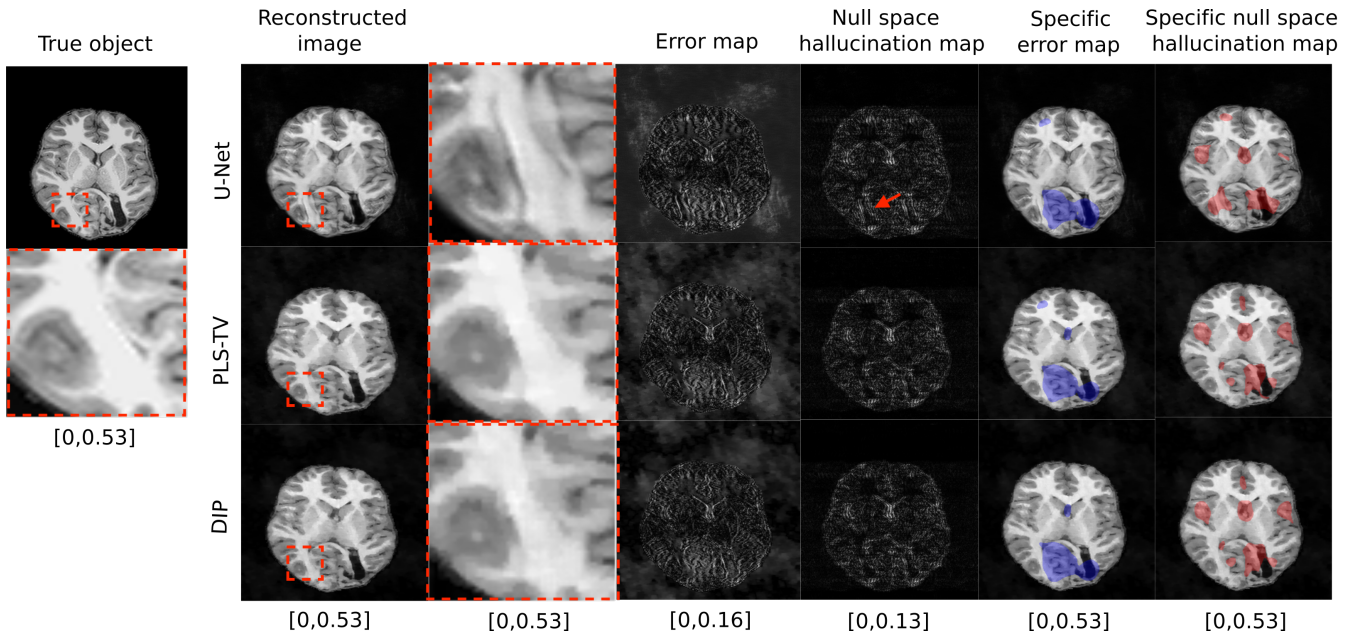 True object
Reconstructed
image
Error map
Null space
hallucination map
Specific
error map
Specific null space
hallucination map
U-Net
PLS-TV
DIP
[0,0.53]
[0,0.53]
[0,0.53]
[0,0.16]
[0,0.13]
[0,0.53]
[0,0.53]